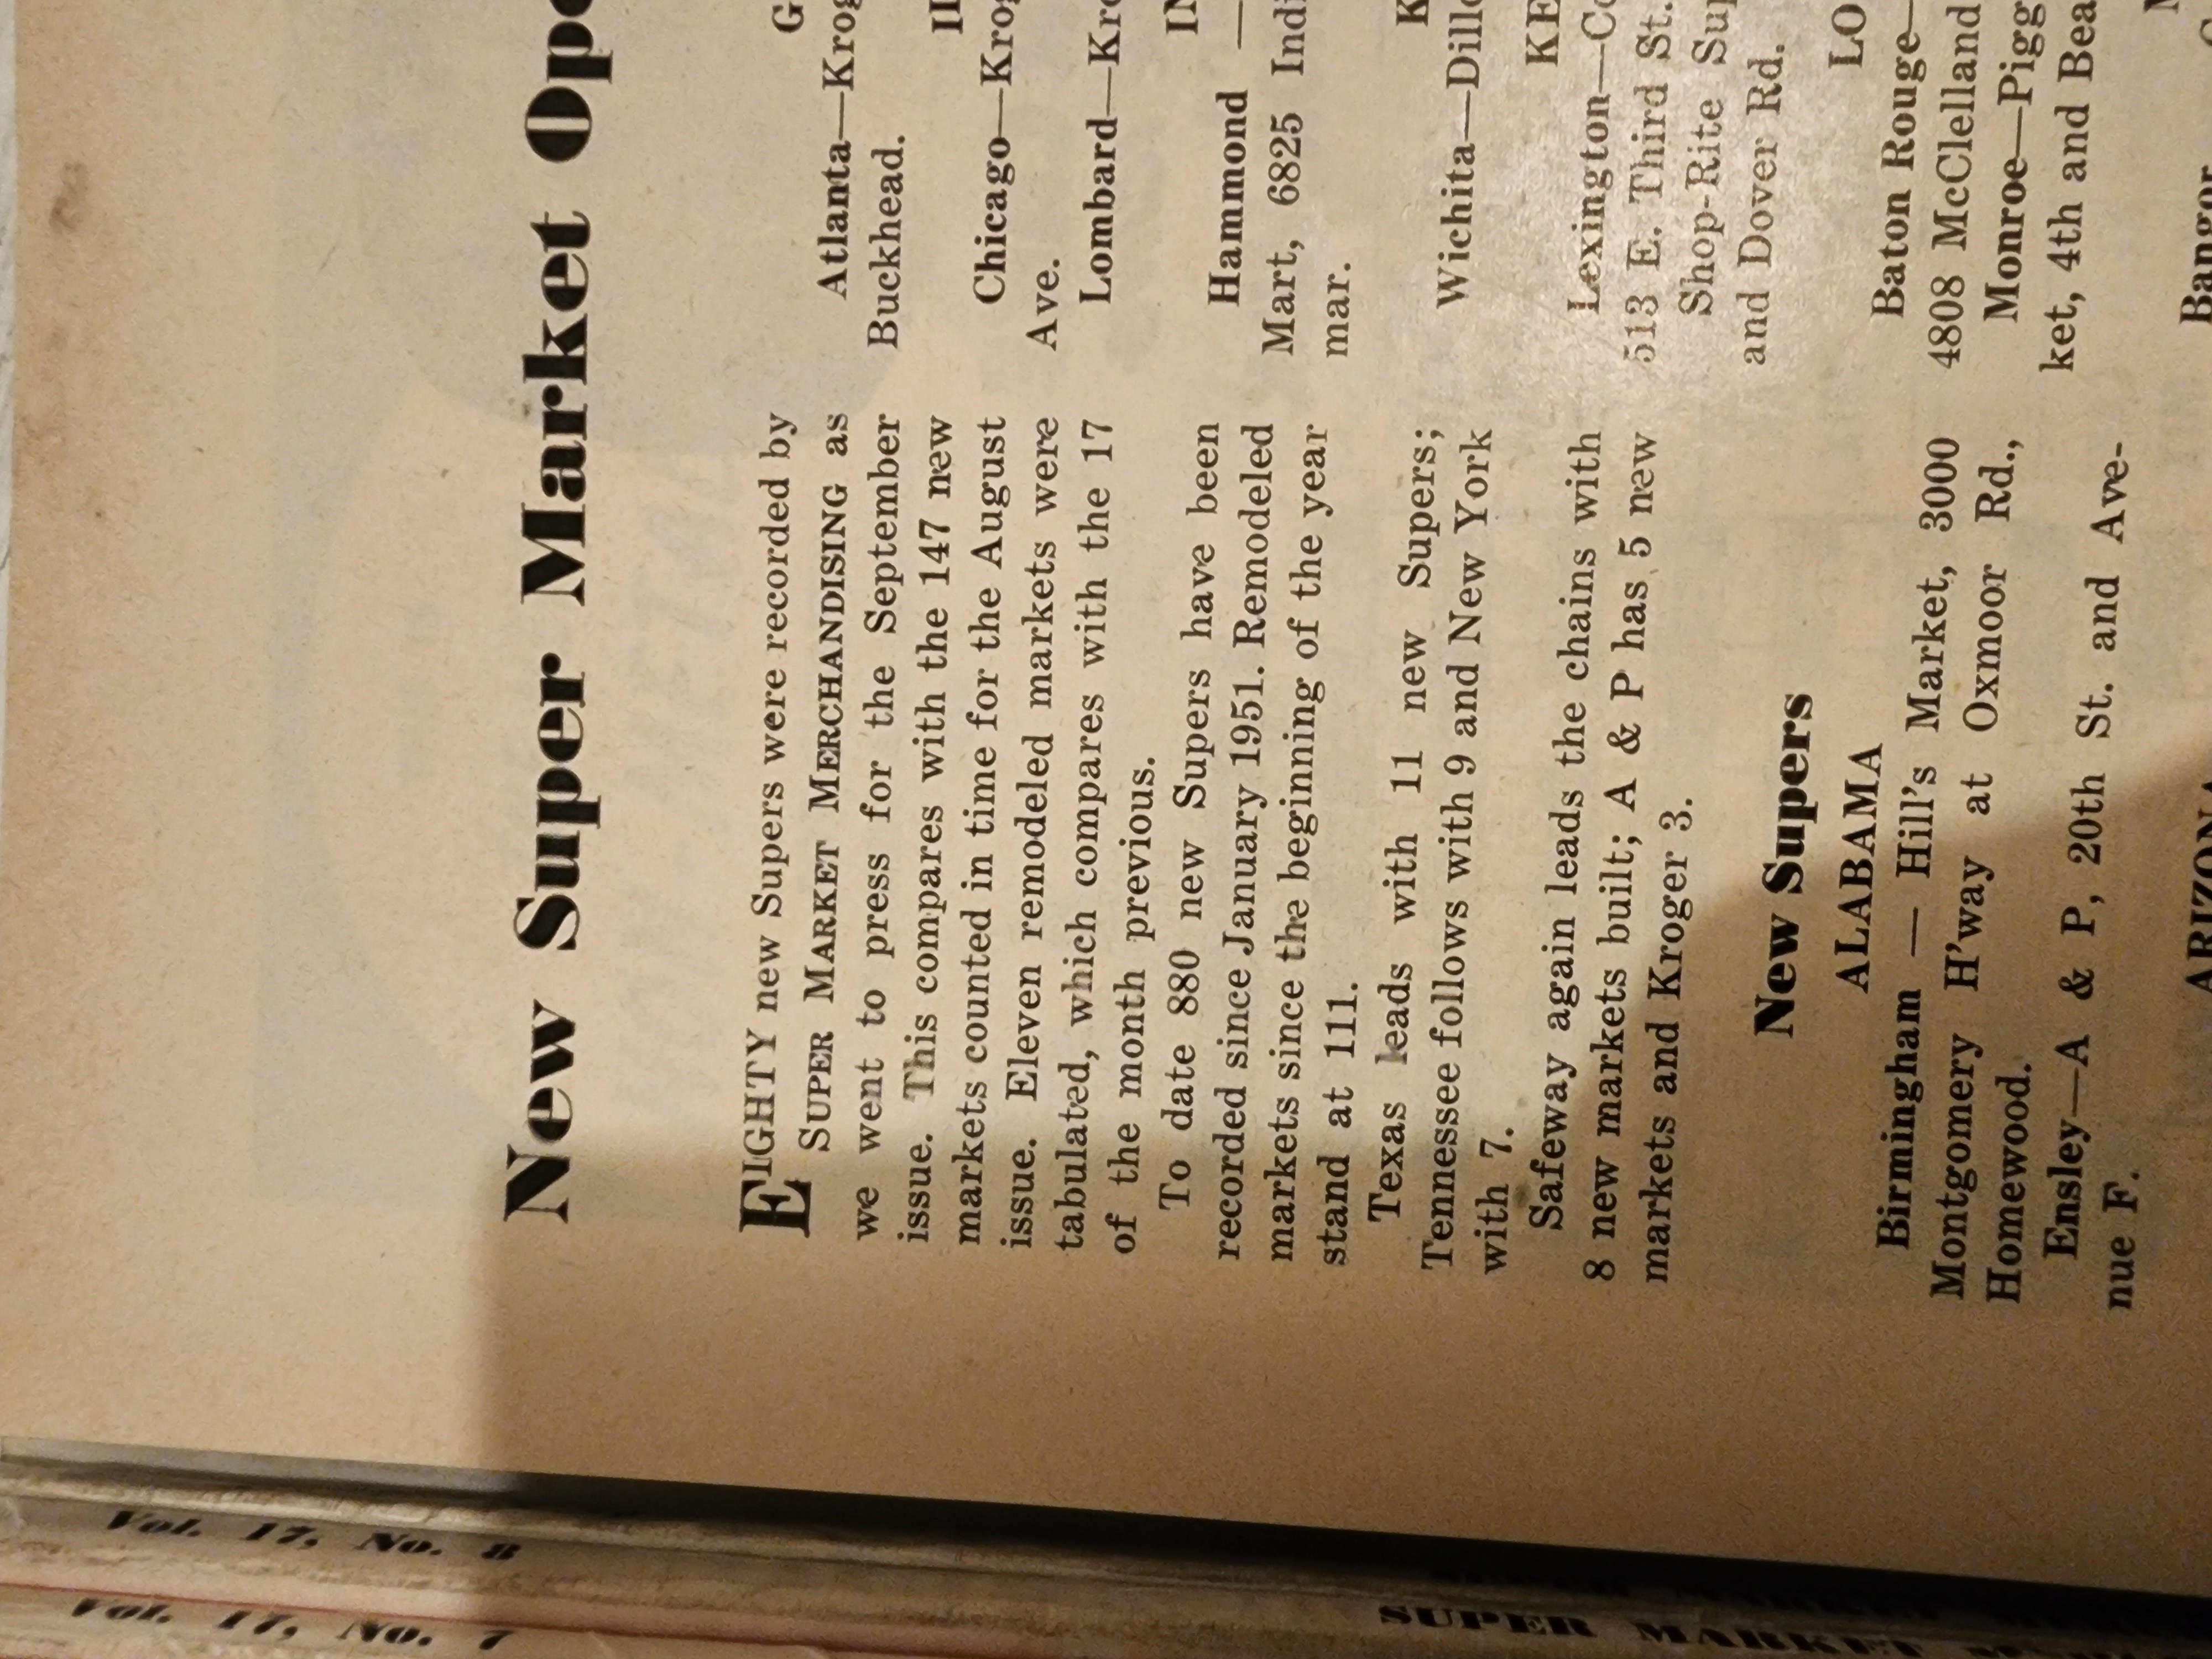 New Super Market
EIGHTY new Supers were recorded by
SUPER MARKET MERCHANDISING as
we went to press for the September
issue. This compares with the 147 new
markets counted in time for the August
issue. Eleven remodeled markets were
tabulated, which compares with the 17
of the month previous.
To date 880 new Supers have been
recorded since January 1951. Remodeled
markets since the beginning of the year
stand at 111.
Texas leads with 11 new Supers;
Tennessee follows with 9 and New York
with 7.
Safeway again leads the chains with
8 new markets built; A & P has 5 new
markets and Kroger 3.
New Supers
ALABAMA
Birmingham — Hill's Market, 3000
Montgomery H'way at Oxmoor Rd.,
Homewood.
Ensley—A & P, 20th St. and Ave-
nue F.
ARIZONA
Atlanta—Krog
Buckhead.
Chicago—Krog
Ave.
Lombard—Kro
Hammond —
Mart, 6825 Indi
mar.
Wichita—Dillo
KE
Lexington—Co
513 E. Third St.
Shop-Rite Sup
and Dover Rd.
LO
Baton Rouge—
4808 McClelland
Monroe—Pigg
ket, 4th and Bea
Bangor
Vol. 17, No. 8
Vol. 17, No. 7
SUPER MARKET